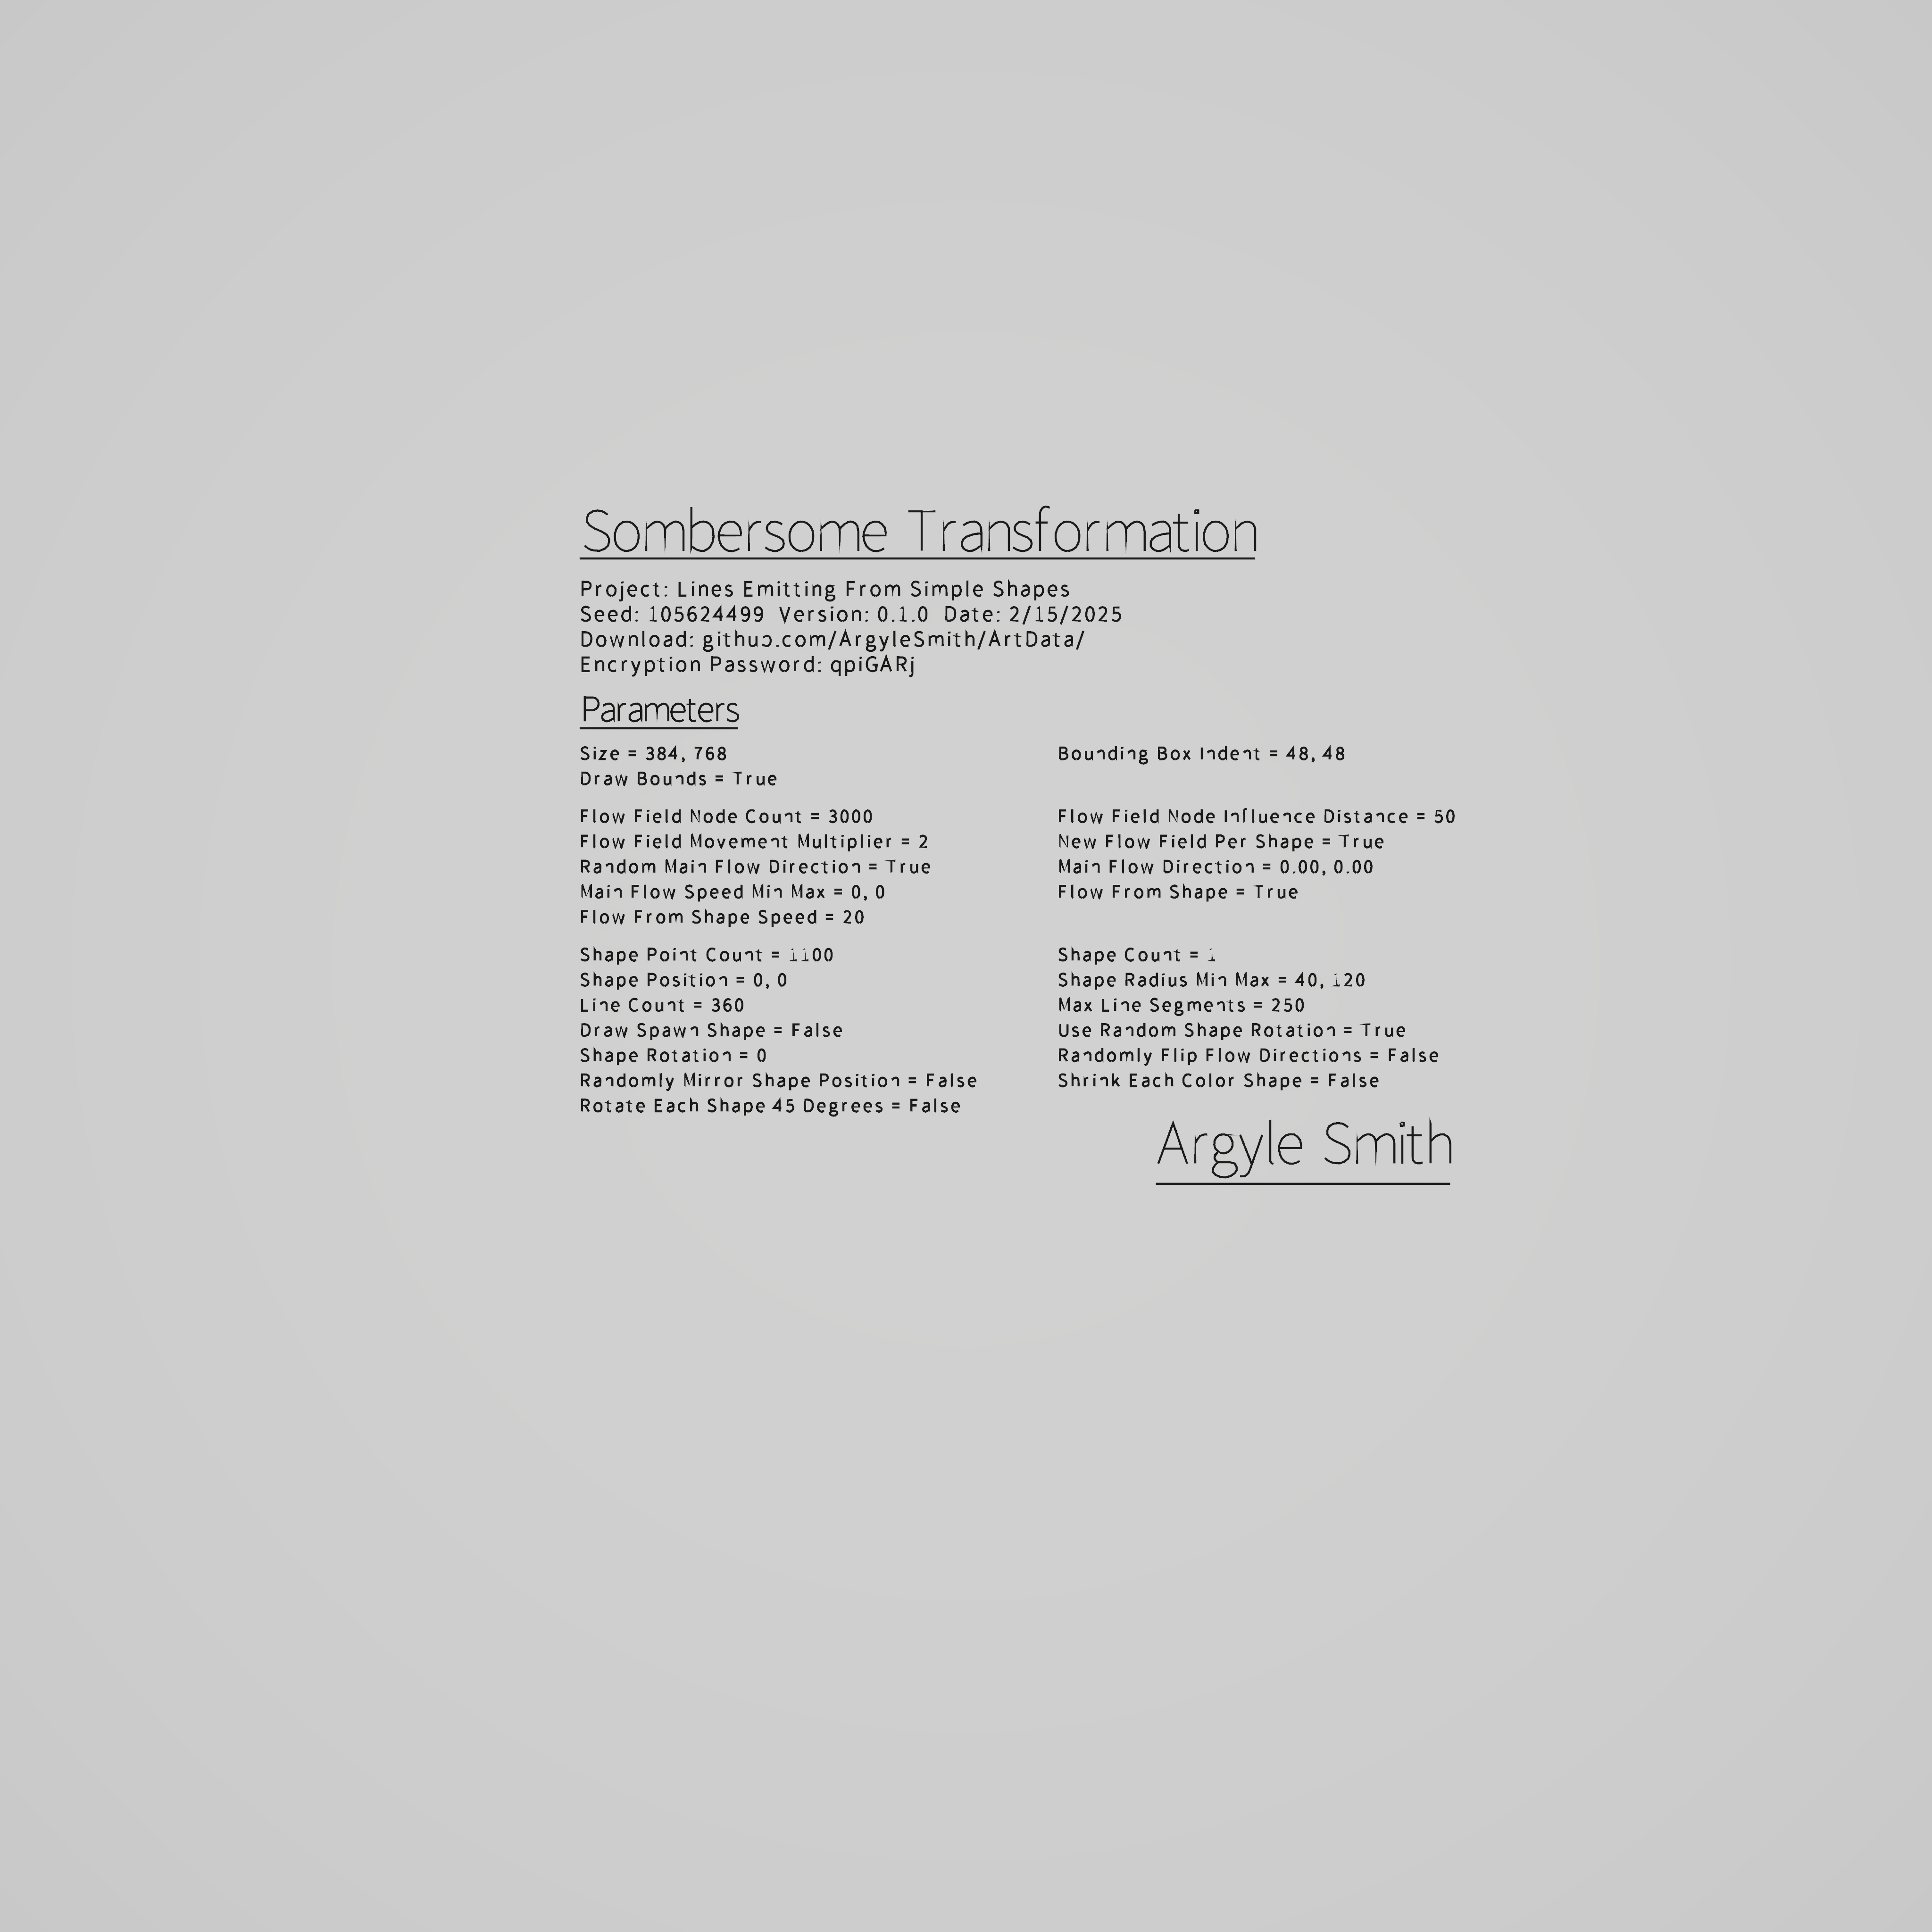 Sombersome Transformation
Project: Lines Emitting From Simple Shapes
Seed: 105624499 Version: 0.1.0 Date: 2/15/2025
Download: github.com/ArgyleSmith/ArtData/
Encryption Password: qpiGARj
Parameters
Size = 384, 768
Bounding Box Indent = 48, 48
Draw Bounds = True
Flow Field Node Count = 3000
Flow Field Node Influence Distance = 50
Flow Field Movement Multiplier = 2
New Flow Field Per Shape = True
Random Main Flow Direction = True
Main Flow Direction = 0.00, 0.00
Main Flow Speed Min Max = 0, 0
Flow From Shape = True
Flow From Shape Speed = 20
Shape Point Count = 1100
Shape Count = 1
Shape Position = 0, 0
Shape Radius Min Max = 40, 120
Line Count = 360
Max Line Segments = 250
Draw Spawn Shape = False
Use Random Shape Rotation = True
Shape Rotation = 0
Randomly Flip Flow Directions = False
Randomly Mirror Shape Position = False
Shrink Each Color Shape = False
Rotate Each Shape 45 Degrees = False
Argyle Smith